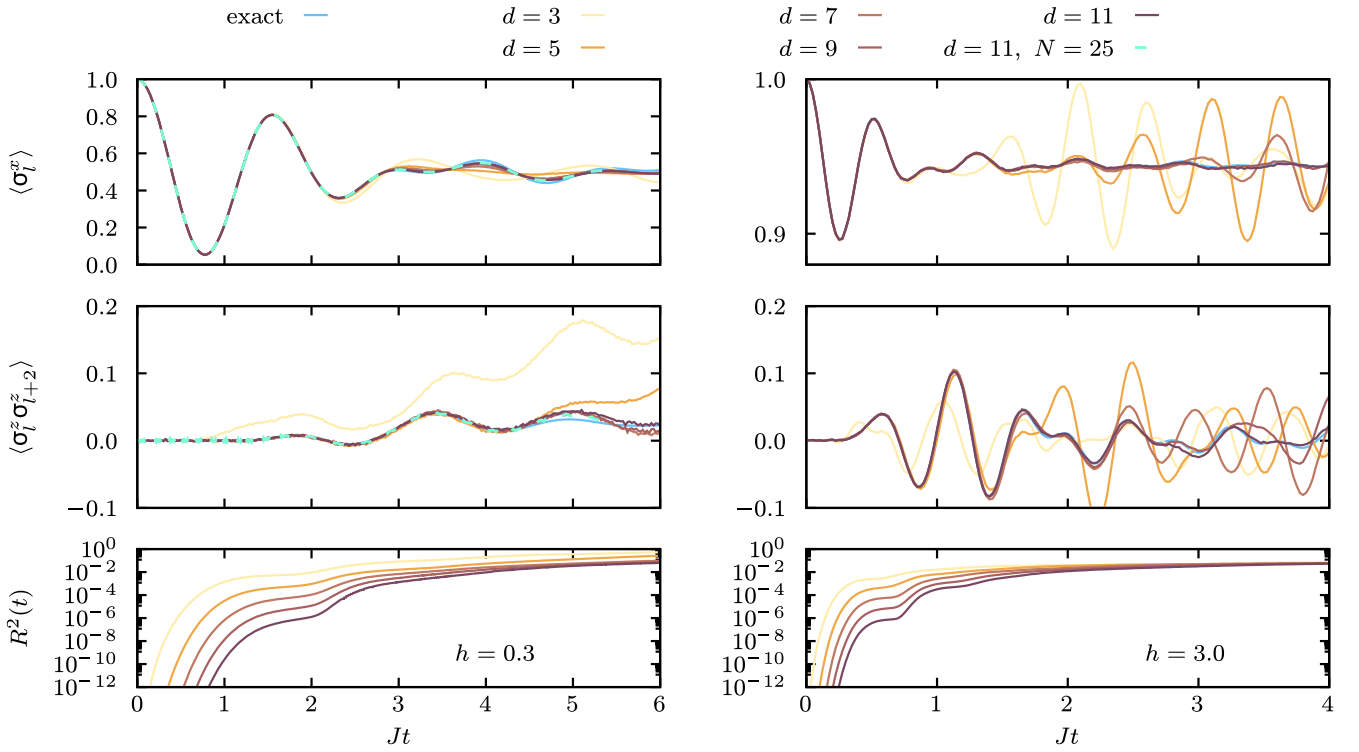 exact d = 3 d = 7 d = 11
d = 5 d = 9 d = 11, N = 25
⟨σ_l^x⟩
1.0
0.8
0.6
0.4
0.2
0.0
1.0
0.9
⟨σ_l^z σ_{l+2}^z⟩
0.2
0.1
0.0
−0.1
0.2
0.1
0.0
−0.1
R^2(t)
10^0
10^−2
10^−4
10^−6
10^−8
10^−10
10^−12
h = 0.3
0 1 2 3 4 5 6
Jt
10^0
10^−2
10^−4
10^−6
10^−8
10^−10
10^−12
h = 3.0
0 1 2 3 4
Jt